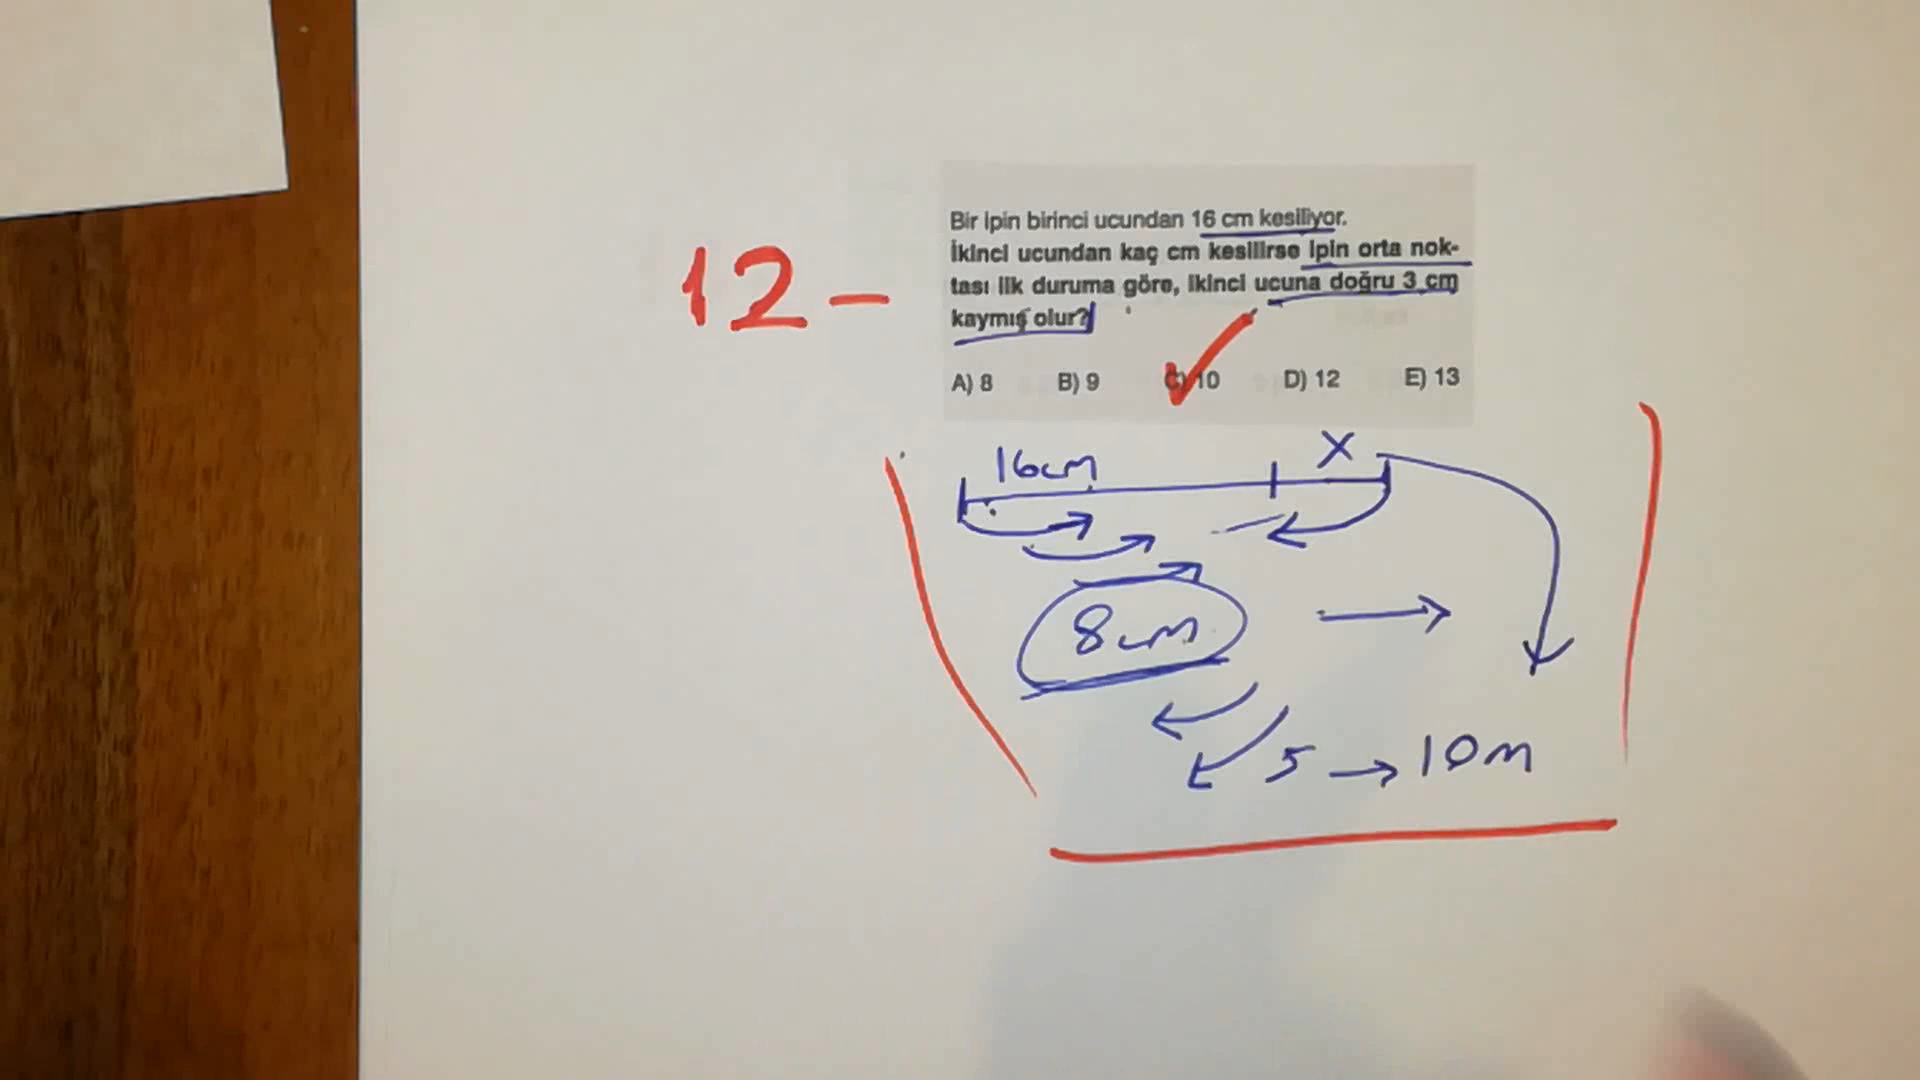 12-
Bir ipin birinci ucundan 16 cm kesiliyor.
İkinci ucundan kaç cm kesilirse ipin orta nok-
tası ilk duruma göre, ikinci ucuna doğru 3 cm
kaymış olur?
A) 8 B) 9 C) 10 D) 12 E) 13
16cm X
8cm
5 → 10m